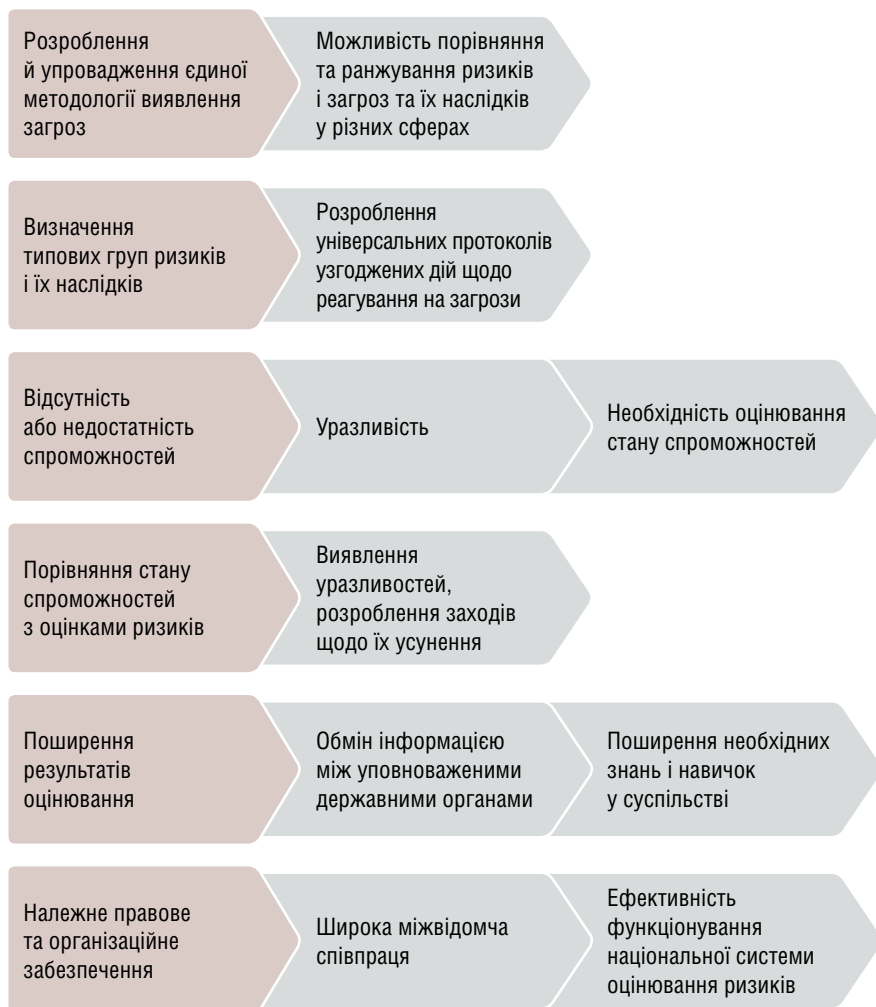 Розроблення
й упровадження єдиної
методології виявлення
загроз
Можливість порівняння
та ранжування ризиків
і загроз та їх наслідків
у різних сферах
Визначення
типових груп ризиків
і їх наслідків
Розроблення
універсальних протоколів
узгоджених дій щодо
реагування на загрози
Відсутність
або недостатність
спроможностей
Уразливість
Необхідність оцінювання
стану спроможностей
Порівняння стану
спроможностей
з оцінками ризиків
Виявлення
уразливостей,
розроблення заходів
щодо їх усунення
Поширення
результатів
оцінювання
Обмін інформацією
між уповноваженими
державними органами
Поширення необхідних
знань і навичок
у суспільстві
Належне правове
та організаційне
забезпечення
Широка міжвідомча
співпраця
Ефективність
функціонування
національної системи
оцінювання ризиків